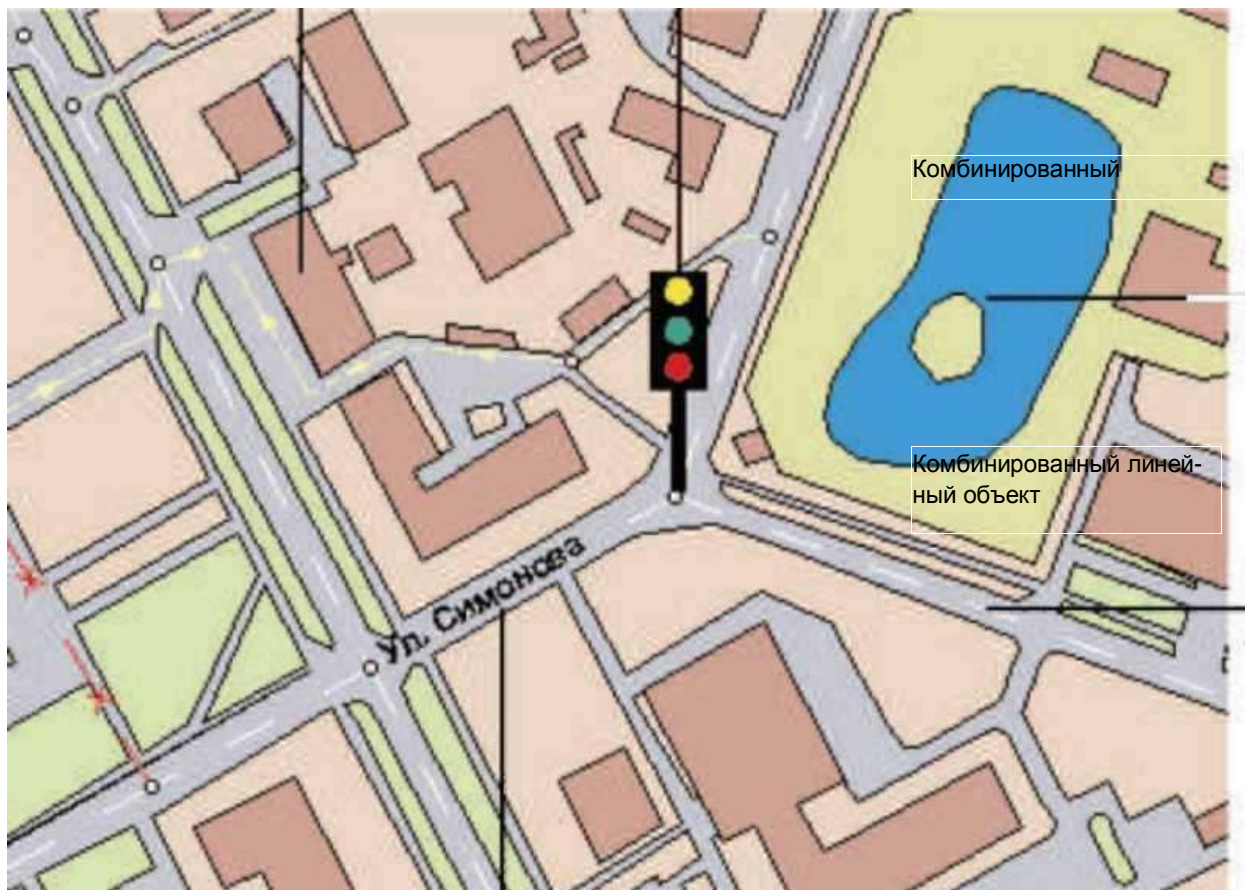 Комбинированный
Комбинированный линей-
ный объект
Ул. Симонова